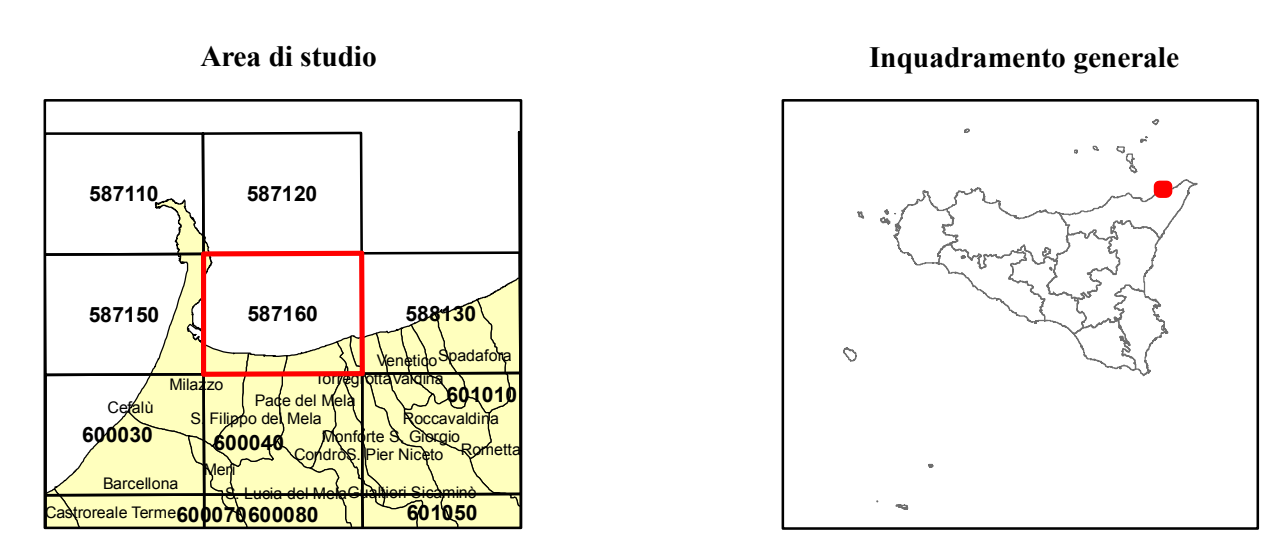 Area di studio
Inquadramento generale
587110
587120
587150
587160
588130
Venetico
Spadafora
Milazzo
Torregrotta
Valdina
Cefalù
Pace del Mela
601010
S. Filippo del Mela
Roccavaldina
600030
600040
Monforte S. Giorgio
Condrò
S. Pier Niceto
Rometta
Merì
Barcellona
S. Lucia del Mela
Gualtieri Sicaminò
Castroreale Terme
600070
600080
601050